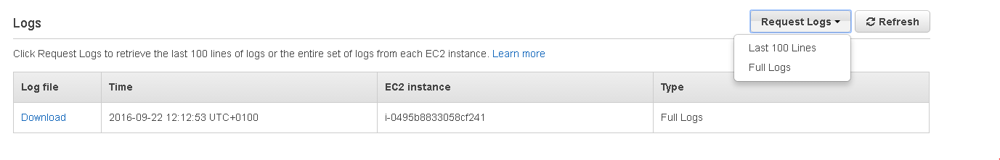 Logs
Request Logs
Refresh
Last 100 Lines
Full Logs
Click Request Logs to retrieve the last 100 lines of logs or the entire set of logs from each EC2 instance. Learn more
Log file Time EC2 instance Type
Download 2016-09-22 12:12:53 UTC+0100 i-0495b8833058cf241 Full Logs